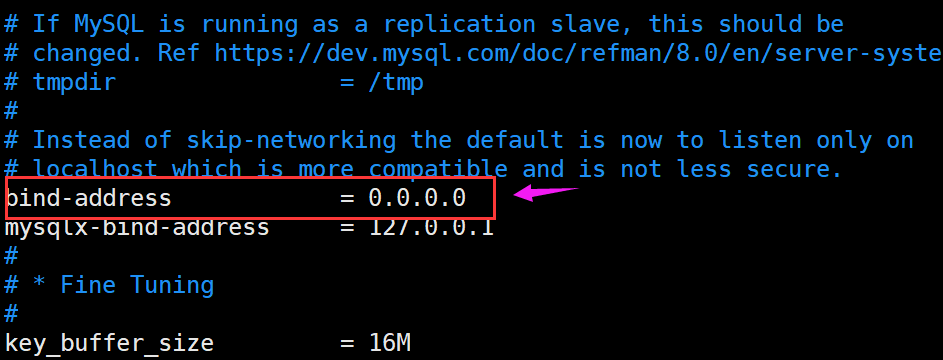 # If MySQL is running as a replication slave, this should be
# changed. Ref https://dev.mysql.com/doc/refman/8.0/en/server-syste
# tmpdir                = /tmp
#
# Instead of skip-networking the default is now to listen only on
# localhost which is more compatible and is not less secure.
bind-address            = 0.0.0.0
mysqlx-bind-address     = 127.0.0.1
#
# * Fine Tuning
#
key_buffer_size         = 16M